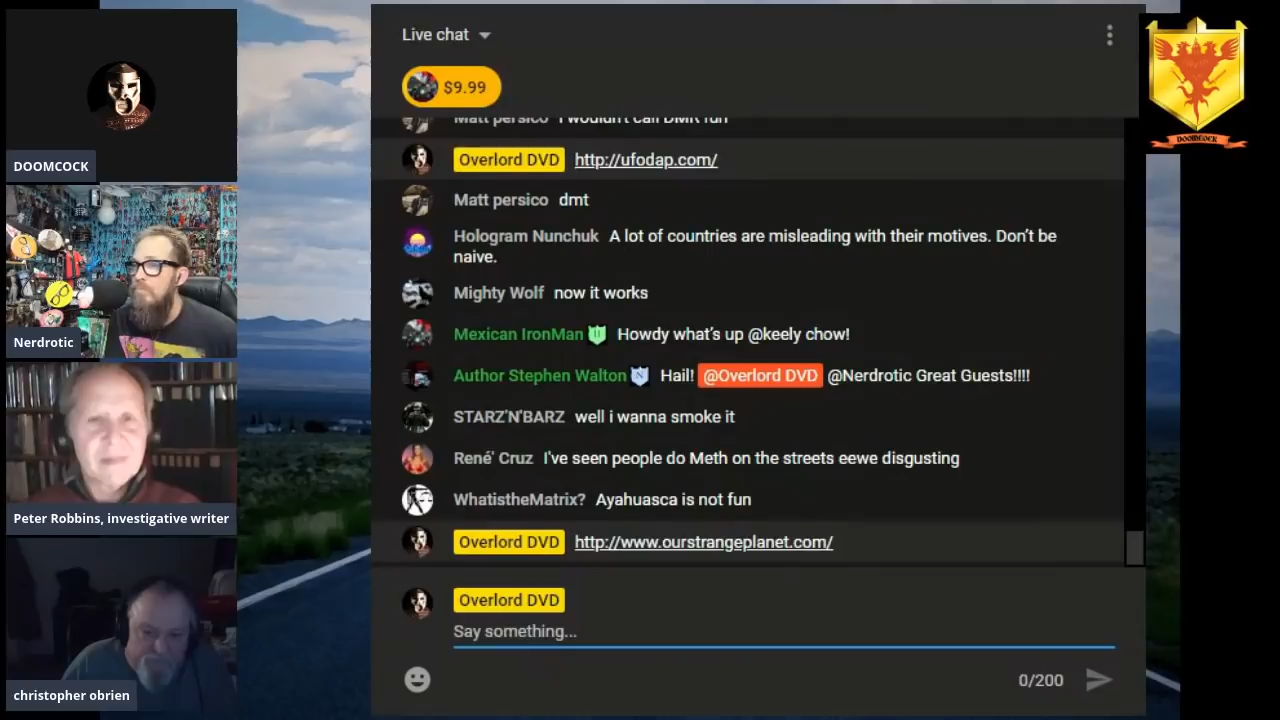 DOOMCOCK
Nerdrotic
Peter Robbins, investigative writer
christopher obrien
Live chat
$9.99
Matt persico I wouldn't call DMR fun
Overlord DVD http://ufodap.com/
Matt persico dmt
Hologram Nunchuk A lot of countries are misleading with their motives. Don't be
naive.
Mighty Wolf now it works
Mexican IronMan Howdy what's up @keely chow!
Author Stephen Walton Hail! @Overlord DVD @Nerdrotic Great Guests!!!!
STARZ'N'BARZ well i wanna smoke it
René' Cruz I've seen people do Meth on the streets eewe disgusting
WhatistheMatrix? Ayahuasca is not fun
Overlord DVD http://www.ourstrangeplanet.com/
Overlord DVD
Say something...
0/200
DOOMCOCK